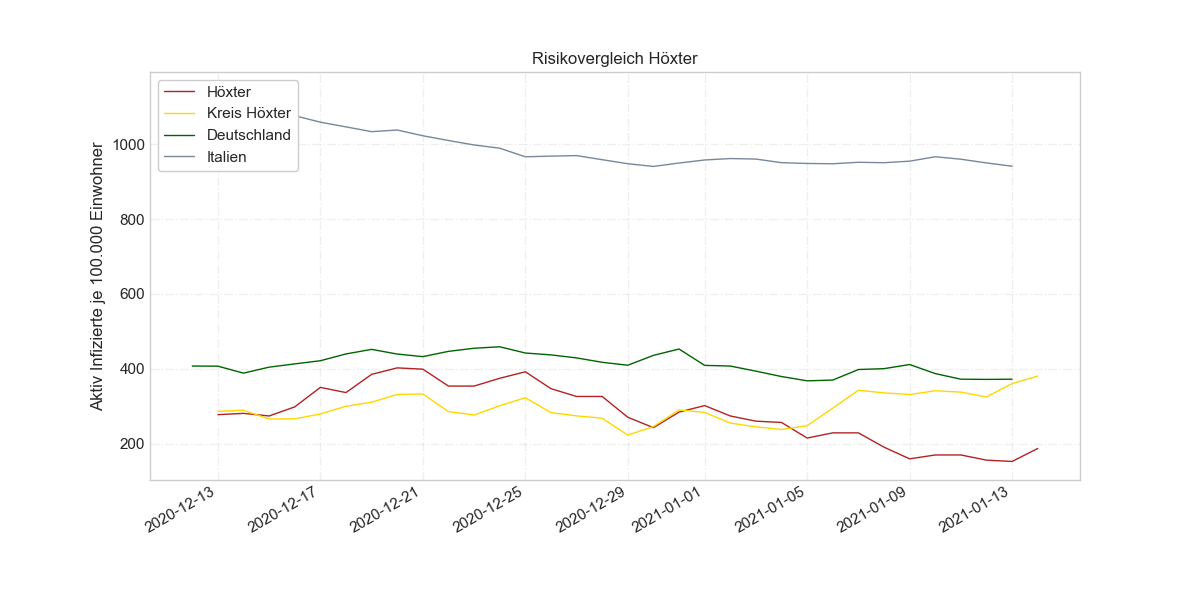 Risikovergleich Höxter
Höxter
Kreis Höxter
Deutschland
Italien
Aktiv Infizierte je 100.000 Einwohner
1000
800
600
400
200
2020-12-13
2020-12-17
2020-12-21
2020-12-25
2020-12-29
2021-01-01
2021-01-05
2021-01-09
2021-01-13